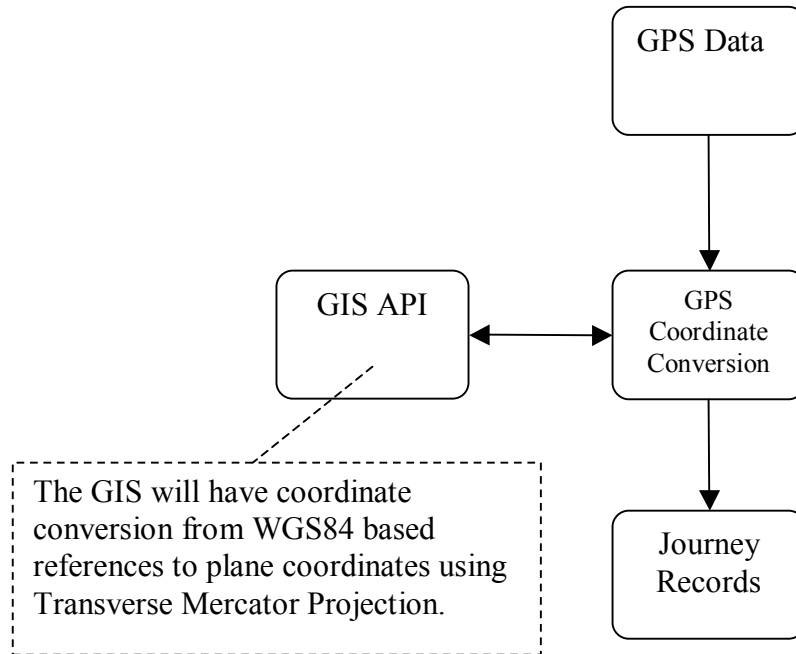 GPS Data
GIS API
GPS
Coordinate
Conversion
The GIS will have coordinate
conversion from WGS84 based
references to plane coordinates using
Transverse Mercator Projection.
Journey
Records